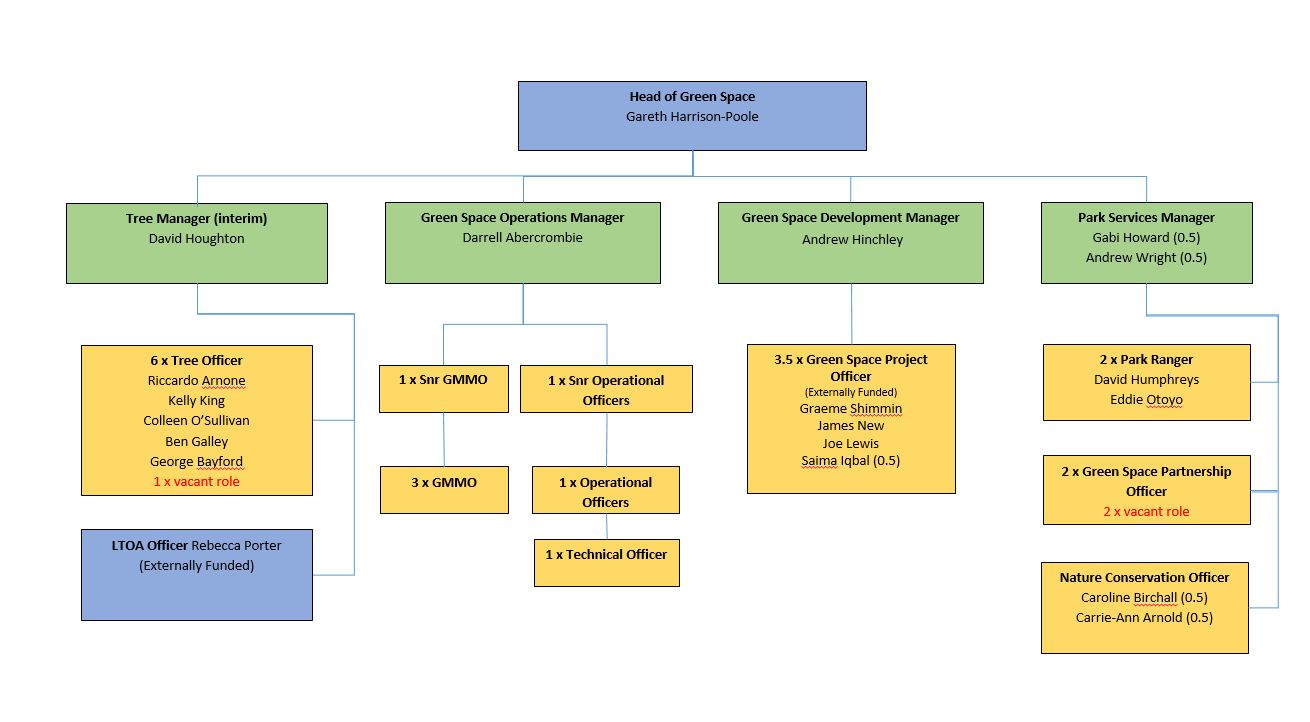 Head of Green Space
Gareth Harrison-Poole
Tree Manager (interim)
David Houghton
Green Space Operations Manager
Darrell Abercrombie
Green Space Development Manager
Andrew Hinchley
Park Services Manager
Gabi Howard (0.5)
Andrew Wright (0.5)
6 x Tree Officer
Riccardo Arnone
Kelly King
Colleen O’Sullivan
Ben Galley
George Bayford
1 x vacant role
LTOA Officer Rebecca Porter
(Externally Funded)
1 x Snr GMMO
3 x GMMO
1 x Snr Operational
Officers
1 x Operational
Officers
1 x Technical Officer
3.5 x Green Space Project
Officer
(Externally Funded)
Graeme Shimmin
James New
Joe Lewis
Saima Iqbal (0.5)
2 x Park Ranger
David Humphreys
Eddie Otoyo
2 x Green Space Partnership
Officer
2 x vacant role
Nature Conservation Officer
Caroline Birchall (0.5)
Carrie-Ann Arnold (0.5)